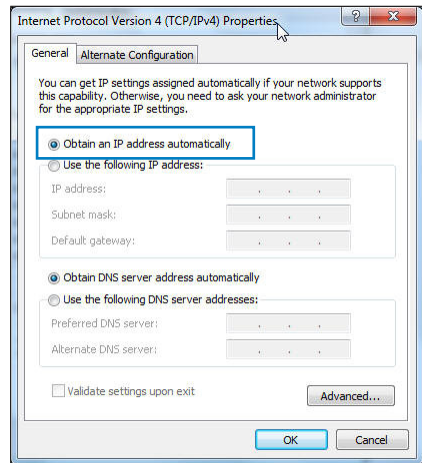 Internet Protocol Version 4 (TCP/IPv4) Properties
General
Alternate Configuration
You can get IP settings assigned automatically if your network supports
this capability. Otherwise, you need to ask your network administrator
for the appropriate IP settings.
Obtain an IP address automatically
Use the following IP address:
IP address:
Subnet mask:
Default gateway:
Obtain DNS server address automatically
Use the following DNS server addresses:
Preferred DNS server:
Alternate DNS server:
Validate settings upon exit
Advanced...
OK
Cancel